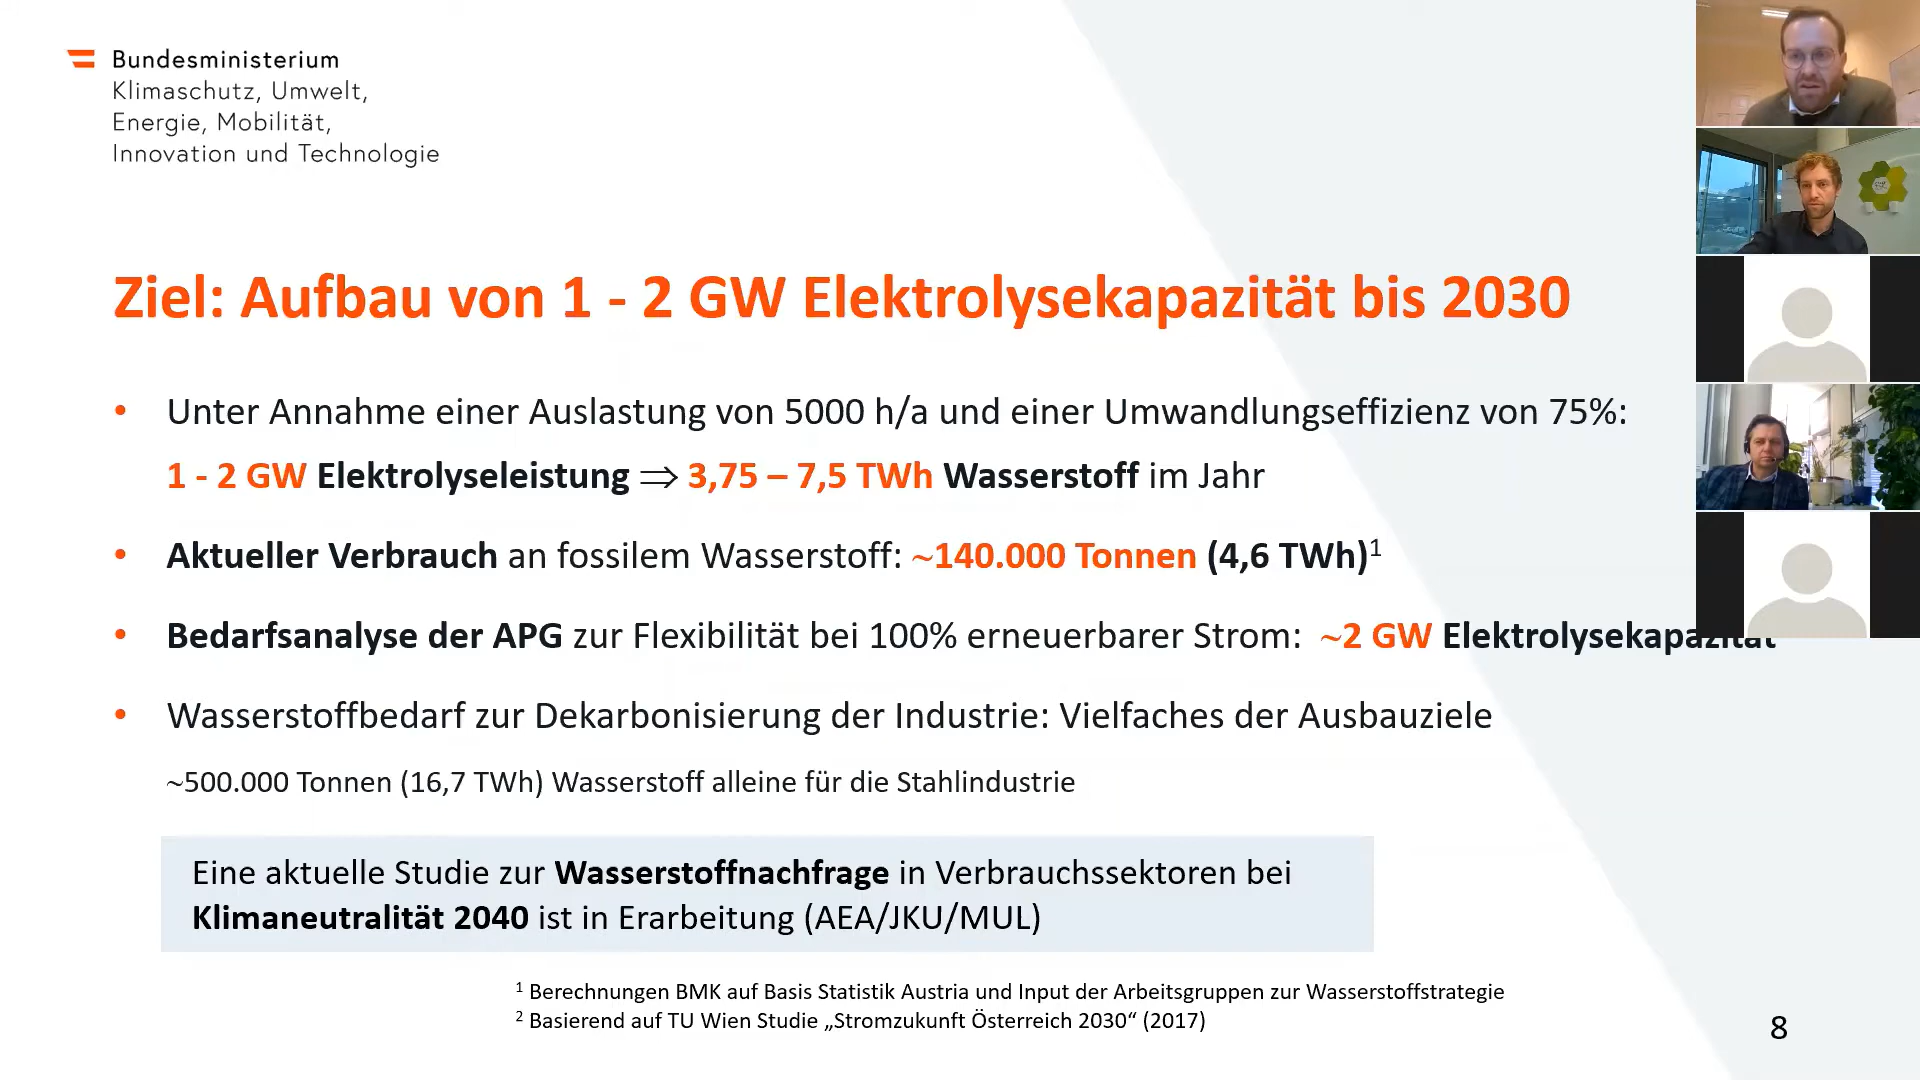 Bundesministerium
Klimaschutz, Umwelt,
Energie, Mobilität,
Innovation und Technologie
Ziel: Aufbau von 1 - 2 GW Elektrolysekapazität bis 2030
• Unter Annahme einer Auslastung von 5000 h/a und einer Umwandlungseffizienz von 75%:
1 - 2 GW Elektrolyseleistung ⇒ 3,75 – 7,5 TWh Wasserstoff im Jahr
• Aktueller Verbrauch an fossilem Wasserstoff: ~140.000 Tonnen (4,6 TWh)¹
• Bedarfsanalyse der APG zur Flexibilität bei 100% erneuerbarer Strom: ~2 GW Elektrolysekapazität
• Wasserstoffbedarf zur Dekarbonisierung der Industrie: Vielfaches der Ausbauziele
~500.000 Tonnen (16,7 TWh) Wasserstoff alleine für die Stahlindustrie
Eine aktuelle Studie zur Wasserstoffnachfrage in Verbrauchssektoren bei
Klimaneutralität 2040 ist in Erarbeitung (AEA/JKU/MUL)
¹ Berechnungen BMK auf Basis Statistik Austria und Input der Arbeitsgruppen zur Wasserstoffstrategie
² Basierend auf TU Wien Studie „Stromzukunft Österreich 2030“ (2017)
8